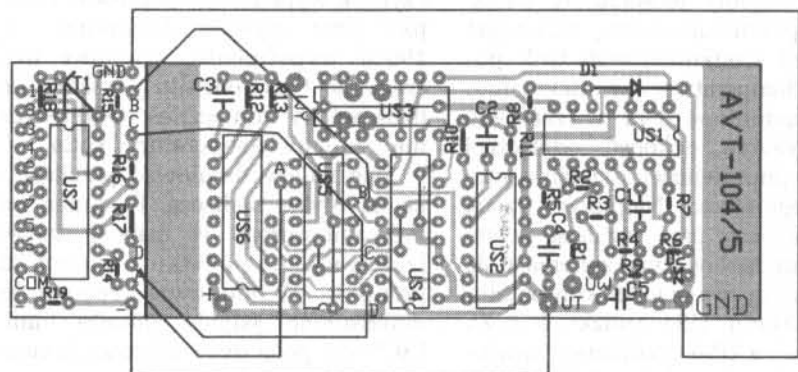 GND
T1
R18
R15
B
C
US7
R16
R17
D
R14
COM
R19
-
C3
R12
R13
US6
A
US5
B
C
D
+
US3
US4
R10
C2
R8
R11
US2
D1
US1
R5
R2
R3
C1
R7
C4
R1
R4
R6
R9
UW
UT
C5
GND
AVT-104/5